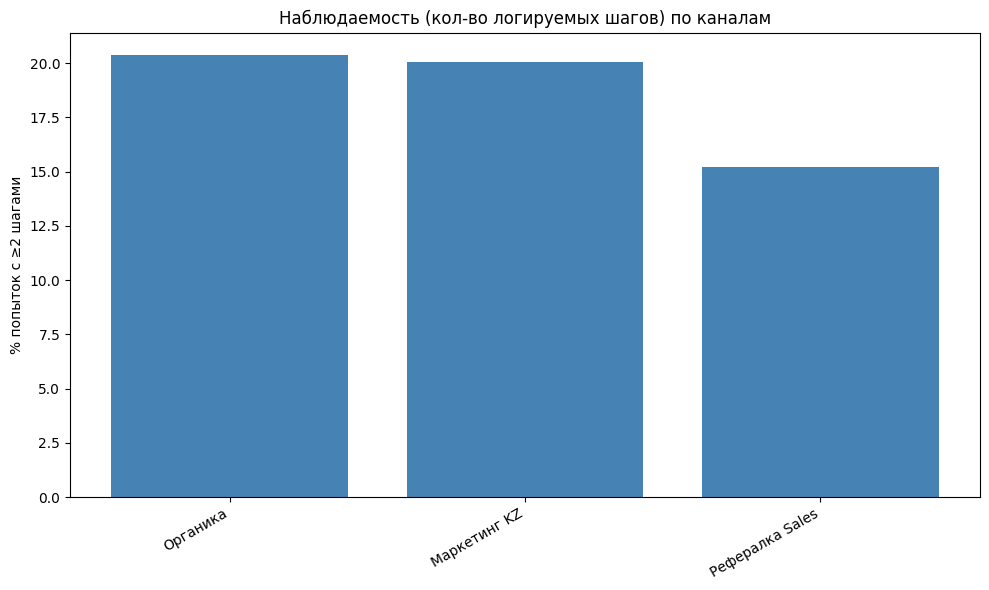 Наблюдаемость (кол-во логируемых шагов) по каналам
% попыток с ≥2 шагами
20.0
17.5
15.0
12.5
10.0
7.5
5.0
2.5
0.0
Органика
Маркетинг KZ
Рефералка Sales